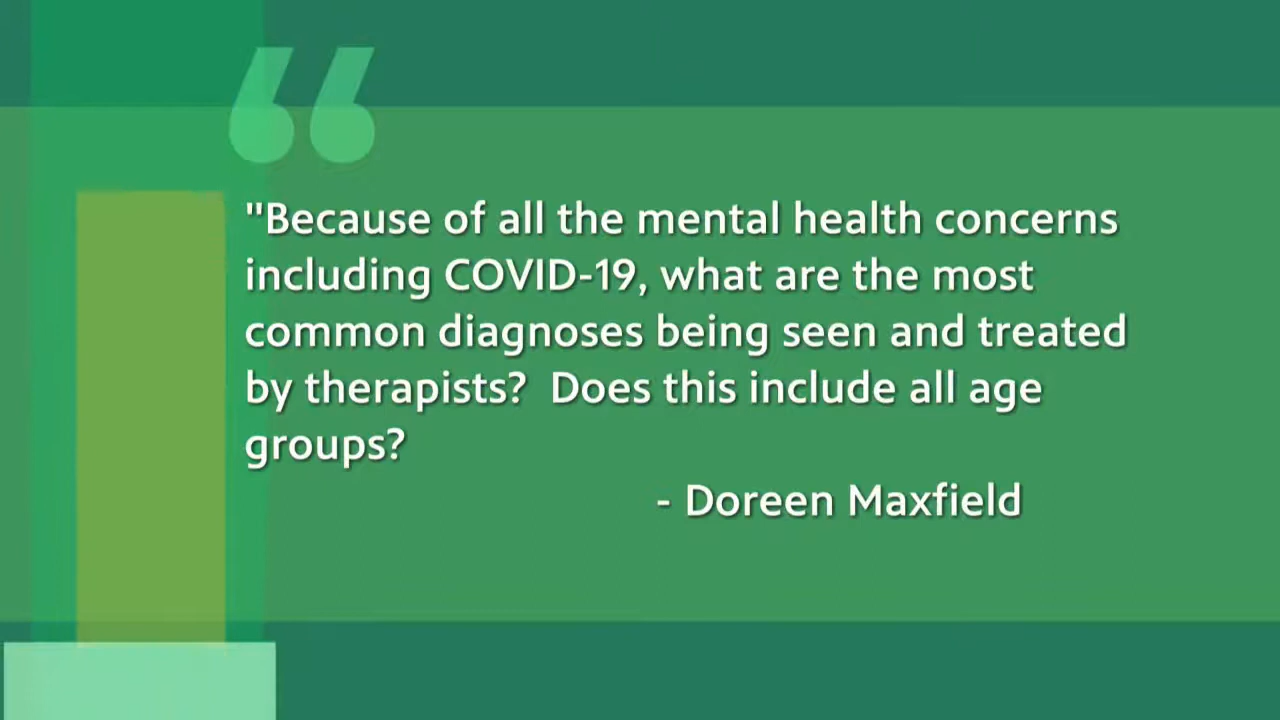 "Because of all the mental health concerns
including COVID-19, what are the most
common diagnoses being seen and treated
by therapists?  Does this include all age
groups?
- Doreen Maxfield